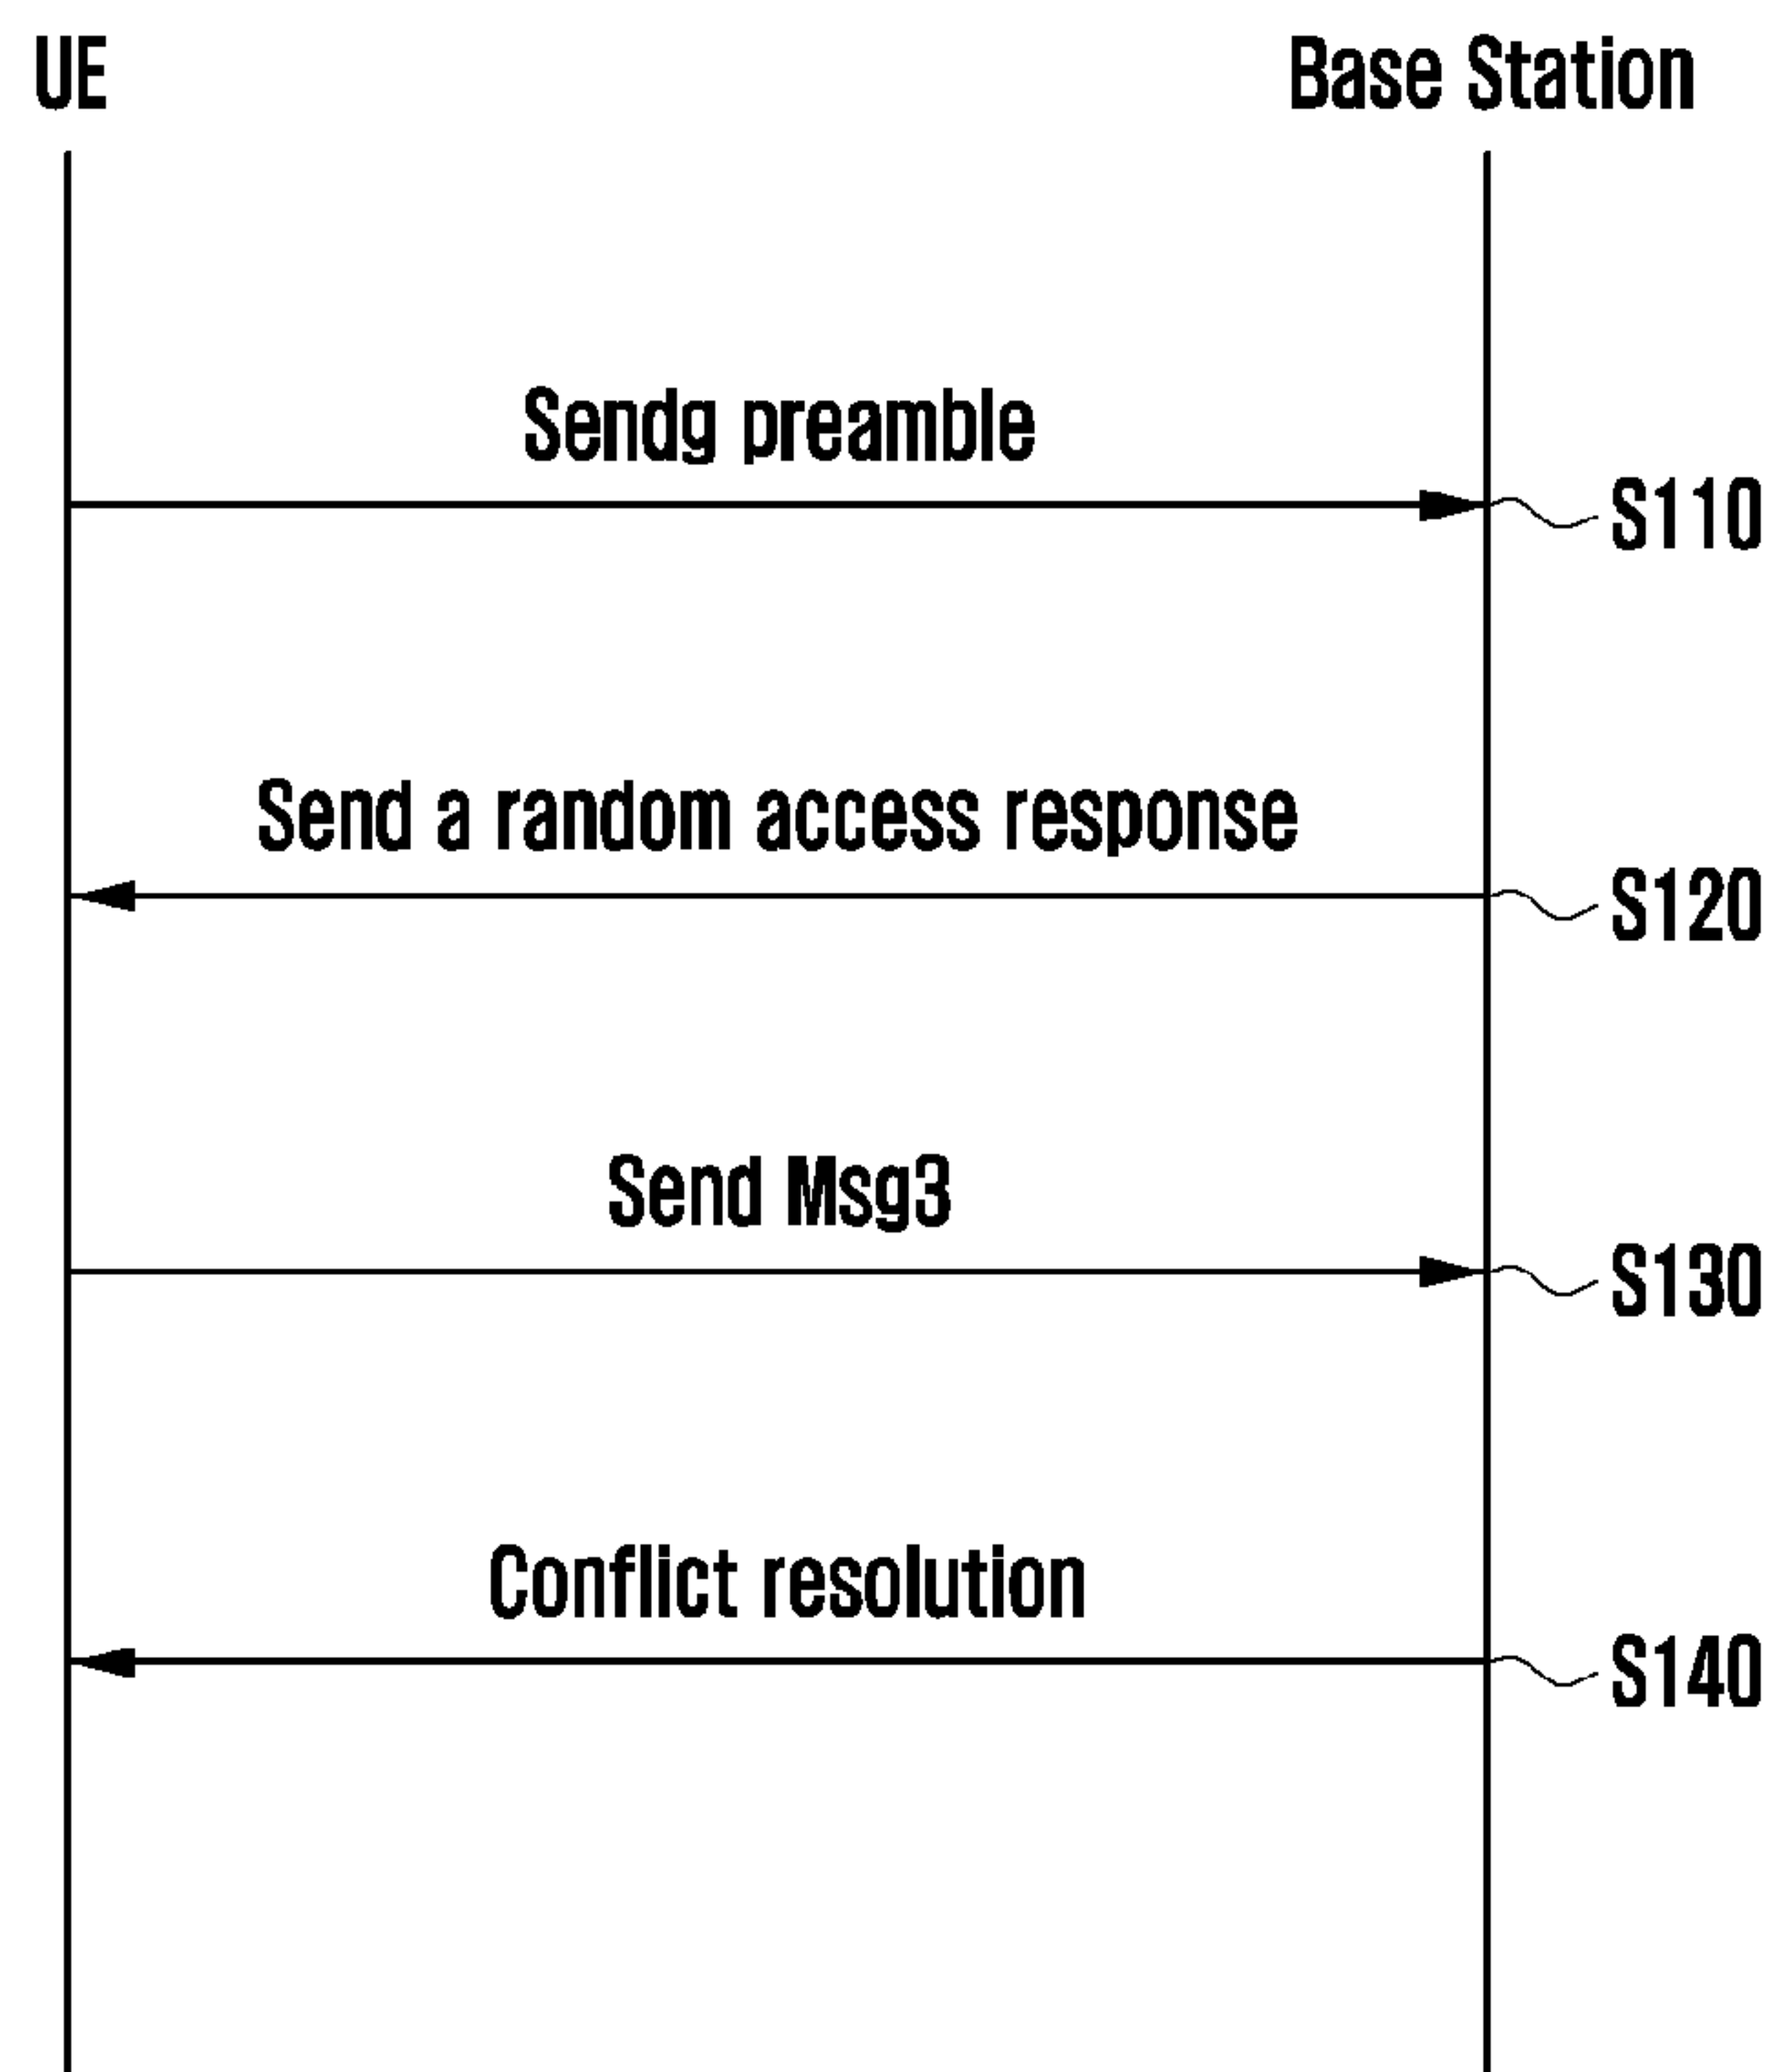 UE
Base Station
Sendg preamble
S110
Send a random access response
S120
Send Msg3
S130
Conflict resolution
S140